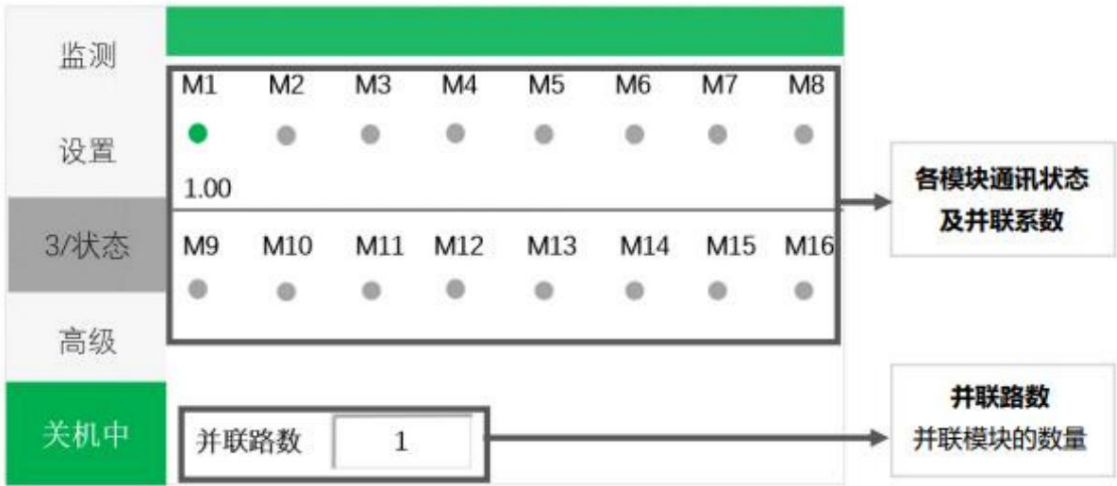 监测
设置
3/状态
高级
关机中
M1 M2 M3 M4 M5 M6 M7 M8
1.00
M9 M10 M11 M12 M13 M14 M15 M16
并联路数 1
各模块通讯状态
及并联系数
并联路数
并联模块的数量